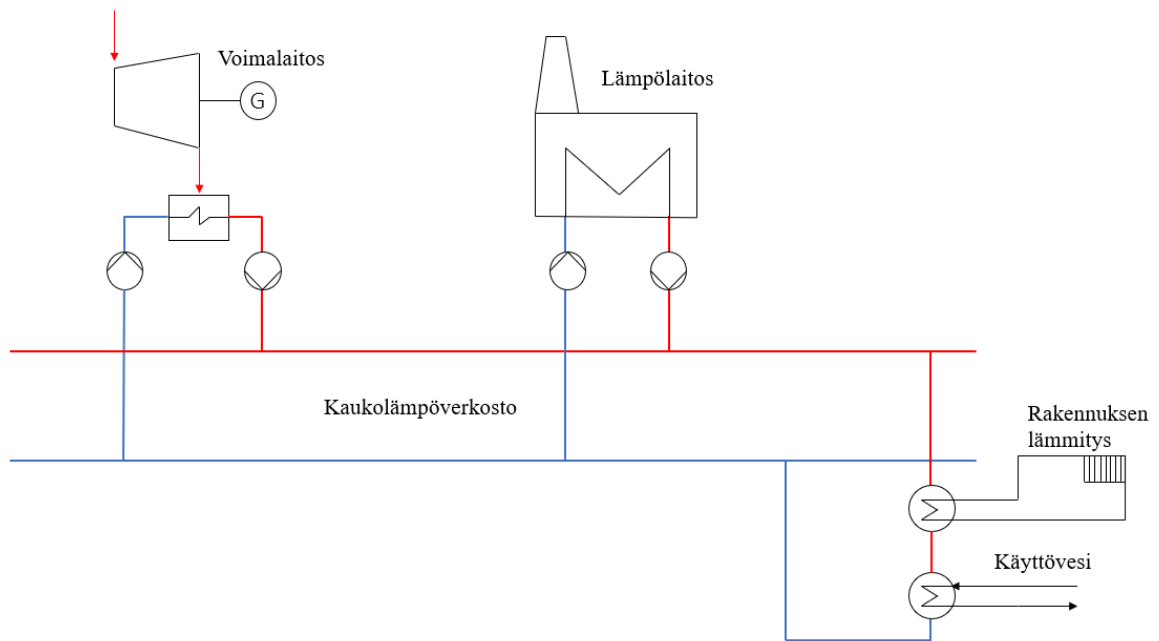 Voimalaitos
G
Lämpölaitos
Kaukolämpöverkosto
Rakennuksen
lämmitys
Käyttövesi